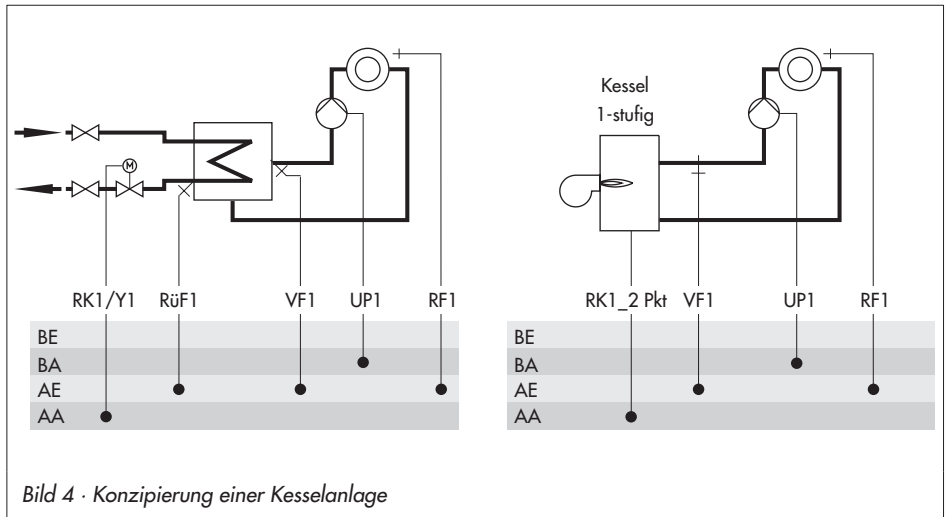 Kessel
1-stufig
M
RK1/Y1 RüF1 VF1 UP1 RF1
BE
BA
AE
AA
RK1_2 Pkt VF1 UP1 RF1
BE
BA
AE
AA
Bild 4 · Konzipierung einer Kesselanlage